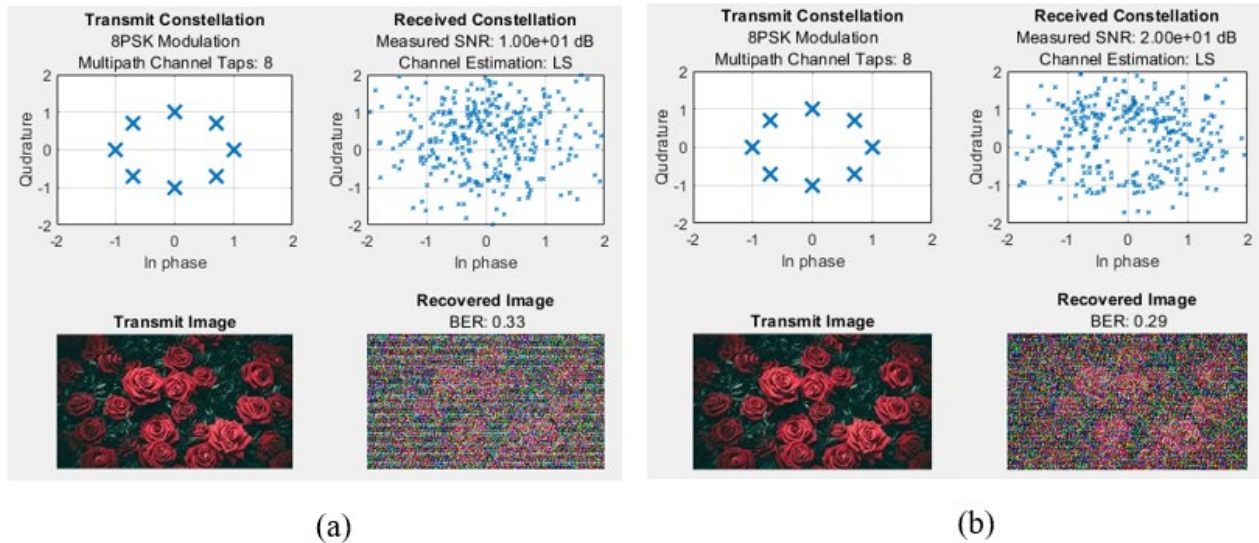 Transmit Constellation
8PSK Modulation
Multipath Channel Taps: 8
Qudrature
2
1
0
-1
-2
-2
-1
0
1
2
In phase
Received Constellation
Measured SNR: 1.00e+01 dB
Channel Estimation: LS
Qudrature
2
1
0
-1
-2
-2
-1
0
1
2
In phase
Transmit Image
Recovered Image
BER: 0.33
(a)
Transmit Constellation
8PSK Modulation
Multipath Channel Taps: 8
Qudrature
2
1
0
-1
-2
-2
-1
0
1
2
In phase
Received Constellation
Measured SNR: 2.00e+01 dB
Channel Estimation: LS
Qudrature
2
1
0
-1
-2
-2
-1
0
1
2
In phase
Transmit Image
Recovered Image
BER: 0.29
(b)